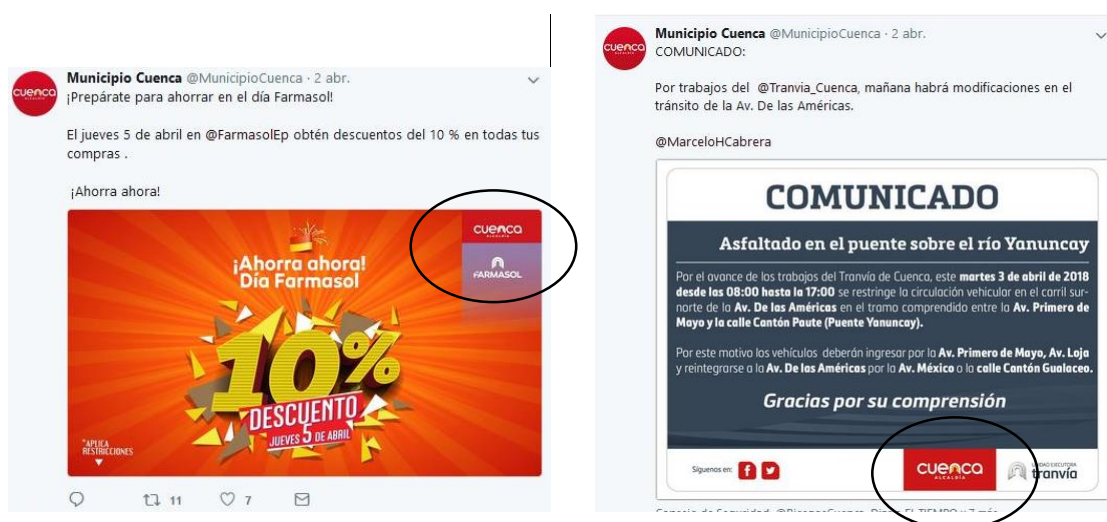 cuenca
ALCALDÍA
Municipio Cuenca @MunicipioCuenca · 2 abr.
¡Prepárate para ahorrar en el día Farmasol!
El jueves 5 de abril en @FarmasolEp obtén descuentos del 10 % en todas tus
compras .
¡Ahorra ahora!
cuenca
ALCALDÍA
FARMASOL
¡Ahorra ahora!
Día Farmasol
10%
DESCUENTO
JUEVES 5 DE ABRIL
*APLICA
RESTRICCIONES
11
7
cuenca
ALCALDÍA
Municipio Cuenca @MunicipioCuenca · 2 abr.
COMUNICADO:
Por trabajos del @Tranvia_Cuenca, mañana habrá modificaciones en el
tránsito de la Av. De las Américas.
@MarceloHCabrera
COMUNICADO
Asfaltado en el puente sobre el río Yanuncay
Por el avance de los trabajos del Tranvía de Cuenca, este martes 3 de abril de 2018
desde las 08:00 hasta la 17:00 se restringe la circulación vehicular en el carril sur-
norte de la Av. De las Américas en el tramo comprendido entre la Av. Primero de
Mayo y la calle Cantón Paute (Puente Yanuncay).
Por este motivo los vehículos deberán ingresar por la Av. Primero de Mayo, Av. Loja
y reintegrarse a la Av. De las Américas por la Av. México o la calle Cantón Gualaceo.
Gracias por su comprensión
Síguenos en:
cuenca
ALCALDÍA
UNIDAD EJECUTORA
tranvía